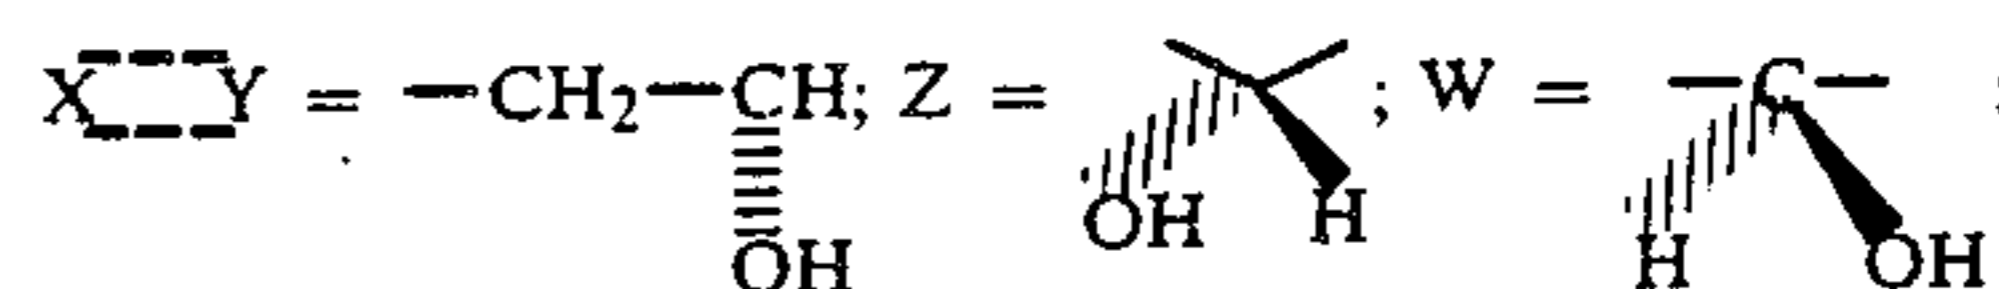 X Y = —CH2—CH; Z = ; W = —C— ;
OH H
OH H OH